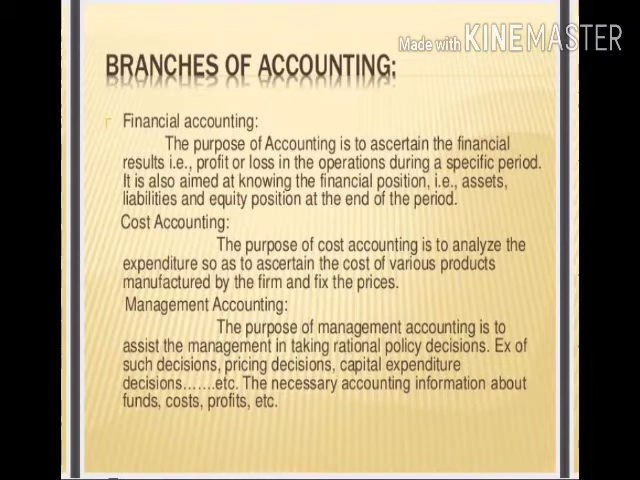 Made with KINEMASTER
BRANCHES OF ACCOUNTING:
Financial accounting:
The purpose of Accounting is to ascertain the financial
results i.e., profit or loss in the operations during a specific period.
It is also aimed at knowing the financial position, i.e., assets,
liabilities and equity position at the end of the period.
Cost Accounting:
The purpose of cost accounting is to analyze the
expenditure so as to ascertain the cost of various products
manufactured by the firm and fix the prices.
Management Accounting:
The purpose of management accounting is to
assist the management in taking rational policy decisions. Ex of
such decisions, pricing decisions, capital expenditure
decisions…….etc. The necessary accounting information about
funds, costs, profits, etc.